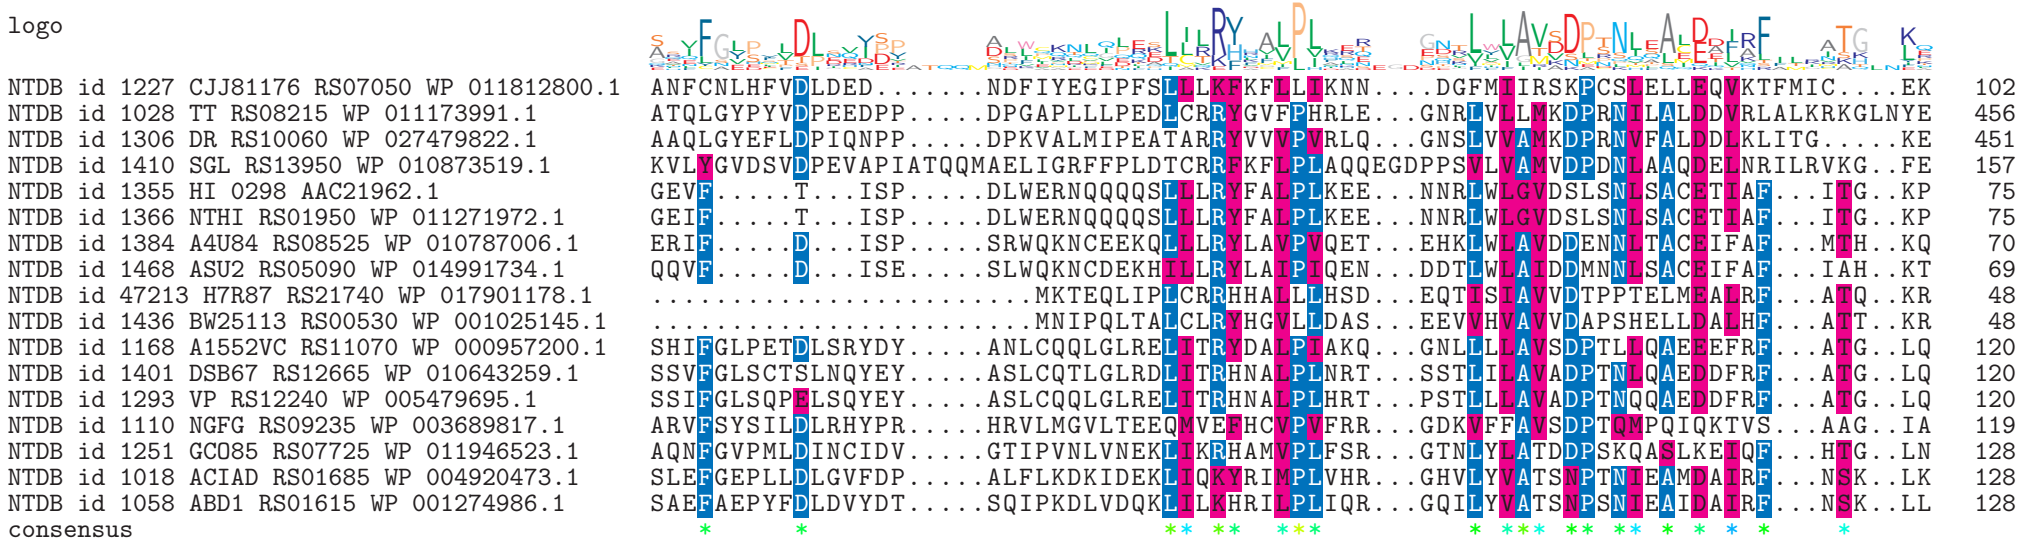 logo
NTDB id 1227 CJJ81176 RS07050 WP 011812800.1 ANFCNLHFVDLDED.......NDFIYEGIPFSLLLKFKFLLIKNN....DGFMIIRSKPCSLELLEQVKTFMIC....EK 102
NTDB id 1028 TT RS08215 WP 011173991.1 ATQLGYPYVDPEEDPP.....DPGAPLLLPEDLCRRYGVFPHRLE...GNRLVLLMKDPRNILALDDVRLALKRKGLNYE 456
NTDB id 1306 DR RS10060 WP 027479822.1 AAQLGYEFLDPIQNPP.....DPKVALMIPEATARRYVVVPVRLQ...GNSLVVAMKDPRNVFALDDLKLITG.....KE 451
NTDB id 1410 SGL RS13950 WP 010873519.1 KVLYGVDSVDPEVAPIATQQMAELIGRFFPLDTCRRFKFLPLAQQEGDPPSVLVAMVDPDNLAAQDELNRILRVKG..FE 157
NTDB id 1355 HI 0298 AAC21962.1 GEVF.....T...ISP.....DLWERNQQQQSLLLRYFALPLKEE...NNRLWLGVDSLSNLSACETIAF...ITG..KP 75
NTDB id 1366 NTHI RS01950 WP 011271972.1 GEIF.....T...ISP.....DLWERNQQQQSLLLRYFALPLKEE...NNRLWLGVDSLSNLSACETIAF...ITG..KP 75
NTDB id 1384 A4U84 RS08525 WP 010787006.1 ERIF.....D...ISP.....SRWQKNCEEKQLLLRYLAVPVQET...EHKLWLAVDDENNLTACEIFAF...MTH..KQ 70
NTDB id 1468 ASU2 RS05090 WP 014991734.1 QQVF.....D...ISE.....SLWQKNCDEKHILLRYLAIPIQEN...DDTLWLAIDDMNNLSACEIFAF...IAH..KT 69
NTDB id 47213 H7R87 RS21740 WP 017901178.1 ........................MKTEQLIPLCRRHHALLLHSD...EQTISIAVVDTPPTELMEALRF...ATQ..KR 48
NTDB id 1436 BW25113 RS00530 WP 001025145.1 ........................MNIPQLTALCLRYHGVLLDAS...EEVVHVAVVDAPSHELLDALHF...ATT..KR 48
NTDB id 1168 A1552VC RS11070 WP 000957200.1 SHIFGLPETDLSRYDY.....ANLCQQLGLRELITRYDALPIAKQ...GNLLLLAVSDPTLLQAEEEFRF...ATG..LQ 120
NTDB id 1401 DSB67 RS12665 WP 010643259.1 SSVFGLSCTSLNQYEY.....ASLCQTLGLRDLITRHNALPLNRT...SSTLILAVADPTNLQAEDDFRF...ATG..LQ 120
NTDB id 1293 VP RS12240 WP 005479695.1 SSIFGLSQPELSQYEY.....ASLCQQLGLRELITRHNALPLHRT...PSTLLLAVADPTNQQAEDDFRF...ATG..LQ 120
NTDB id 1110 NGFG RS09235 WP 003689817.1 ARVFSYSILDLRHYPR.....HRVLMGVLTEEQMVEFHCVPVFRR...GDKVFFAVSDPTQMPQIQKTVS...AAG..IA 119
NTDB id 1251 GCO85 RS07725 WP 011946523.1 AQNFGVPMLDINCIDV.....GTIPVNLVNEKLIKRHAMVPLFSR...GTNLYLATDDPSKQASLKEIQF...HTG..LN 128
NTDB id 1018 ACIAD RS01685 WP 004920473.1 SLEFGEPLLDLGVFDP.....ALFLKDKIDEKLIQKYRIMPLVHR...GHVLYVATSNPTNIEAMDAIRF...NSK..LK 128
NTDB id 1058 ABD1 RS01615 WP 001274986.1 SAEFAEPYFDLDVYDT.....SQIPKDLVDQKLILKHRILPLIQR...GQILYVATSNPSNIEAIDAIRF...NSK..LL 128
consensus * * ** ** *** * *** ** ** * * * * *